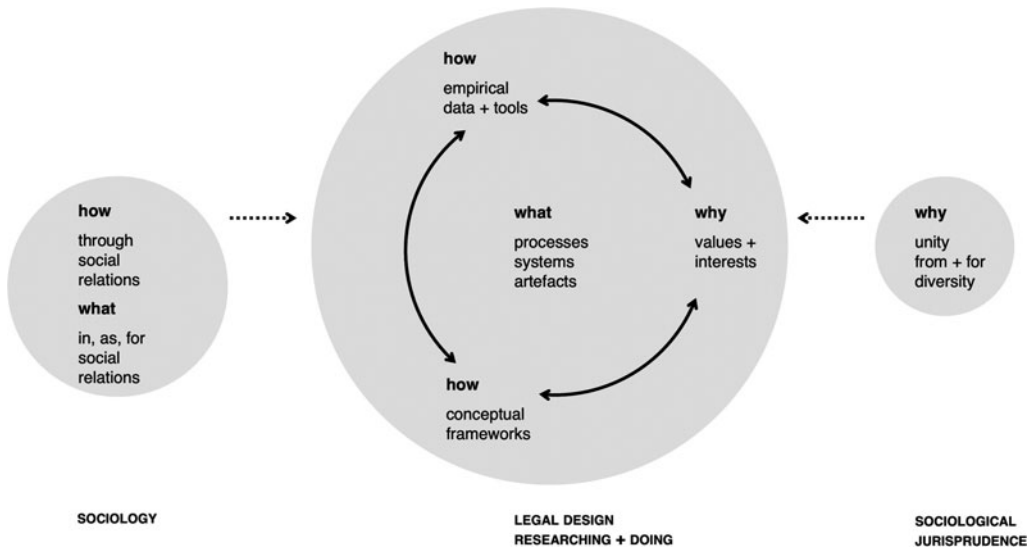 how
through
social
relations
what
in, as, for
social
relations
how
empirical
data + tools
what
processes
systems
artefacts
why
values +
interests
how
conceptual
frameworks
why
unity
from + for
diversity
SOCIOLOGY
LEGAL DESIGN
RESEARCHING + DOING
SOCIOLOGICAL
JURISPRUDENCE